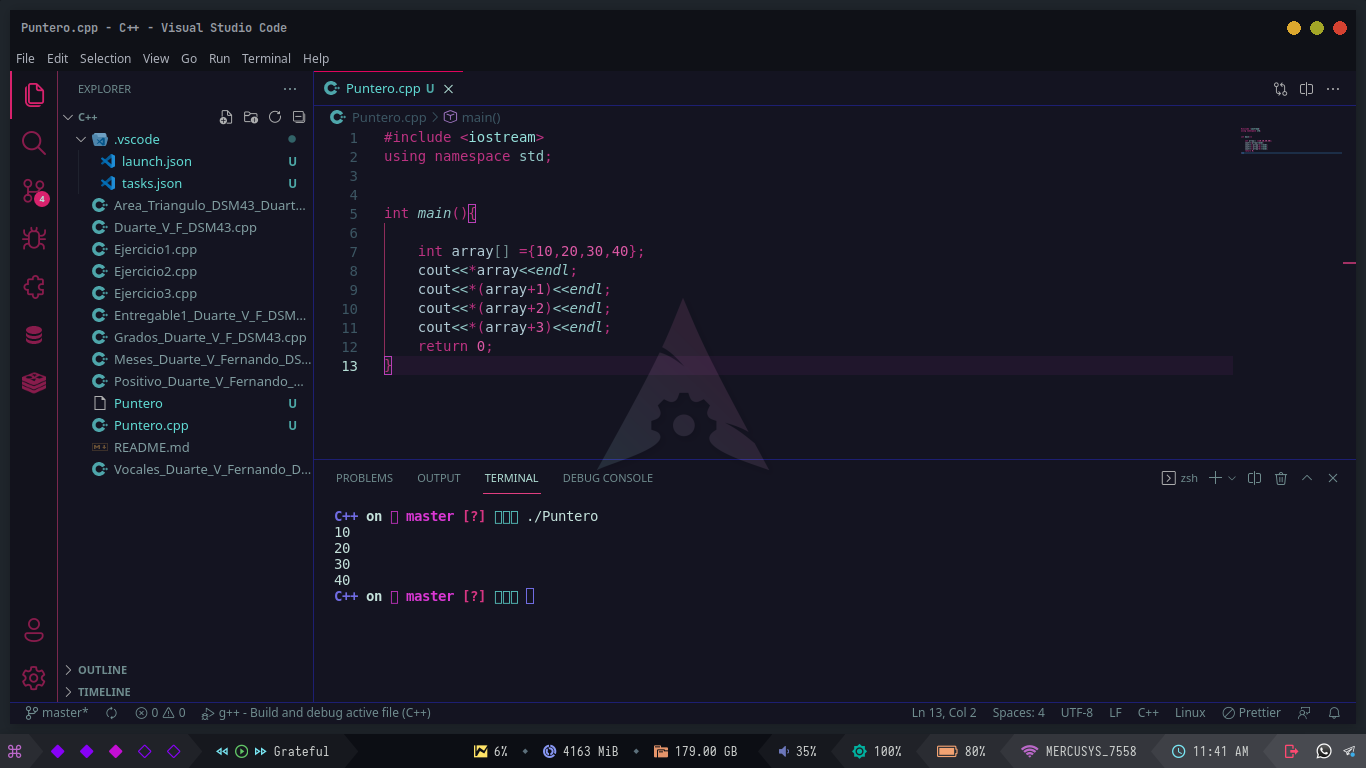 Puntero.cpp - C++ - Visual Studio Code
File Edit Selection View Go Run Terminal Help
EXPLORER
C++
.vscode
launch.json U
tasks.json U
Area_Triangulo_DSM43_Duart...
Duarte_V_F_DSM43.cpp
Ejercicio1.cpp
Ejercicio2.cpp
Ejercicio3.cpp
Entregable1_Duarte_V_F_DSM...
Grados_Duarte_V_F_DSM43.cpp
Meses_Duarte_V_Fernando_DS...
Positivo_Duarte_V_Fernando_...
Puntero U
Puntero.cpp U
README.md
Vocales_Duarte_V_Fernando_D...
OUTLINE
TIMELINE
4
Puntero.cpp U
Puntero.cpp > main()
1 #include <iostream>
2 using namespace std;
3
4
5 int main(){
6
7 int array[] ={10,20,30,40};
8 cout<<*array<<endl;
9 cout<<*(array+1)<<endl;
10 cout<<*(array+2)<<endl;
11 cout<<*(array+3)<<endl;
12 return 0;
13 }
PROBLEMS OUTPUT TERMINAL DEBUG CONSOLE
zsh
C++ on master [?] ./Puntero
10
20
30
40
C++ on master [?]
master* 0 0 g++ - Build and debug active file (C++) Ln 13, Col 2 Spaces: 4 UTF-8 LF C++ Linux Prettier
Grateful 6% 4163 MiB 179.00 GB 35% 100% 80% MERCUSYS_7558 11:41 AM